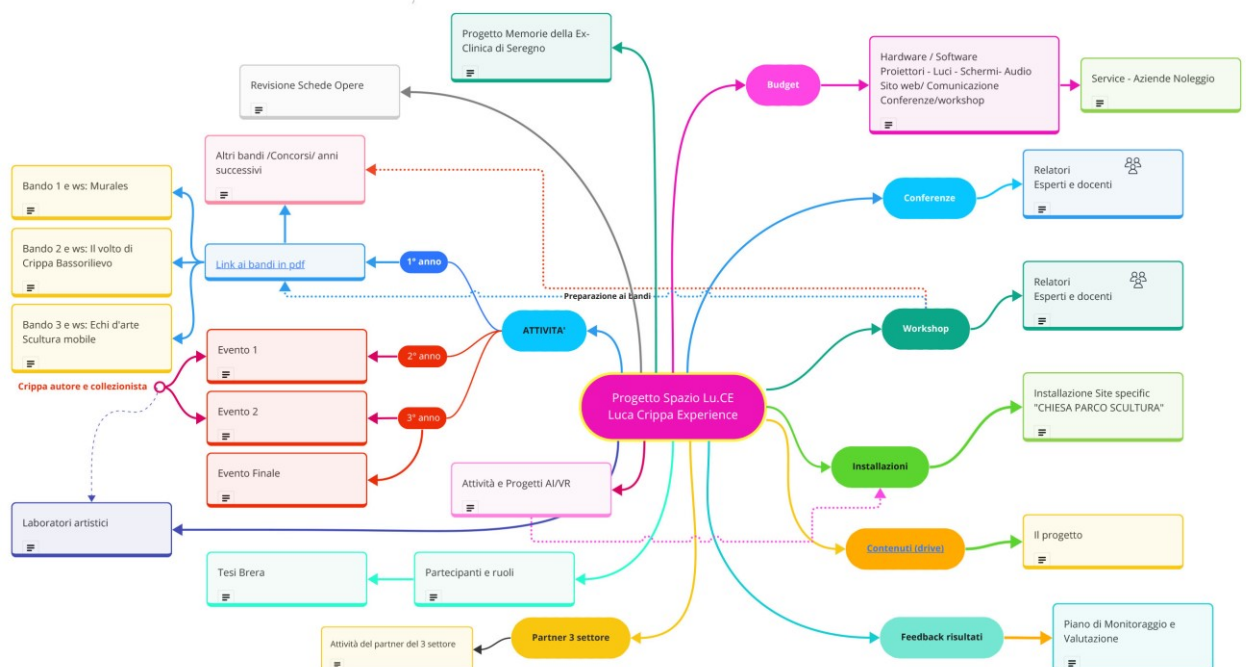 Progetto Memorie della Ex-
Clinica di Seregno
Revisione Schede Opere
Budget
Hardware / Software
Proiettori - Luci - Schermi- Audio
Sito web/ Comunicazione
Conferenze/workshop
Service - Aziende Noleggio
Altri bandi /Concorsi/ anni
successivi
Bando 1 e ws: Murales
Bando 2 e ws: Il volto di
Crippa Bassorilievo
Bando 3 e ws: Echi d'arte
Scultura mobile
Link ai bandi in pdf
1° anno
Conferenze
Relatori
Esperti e docenti
Preparazione ai bandi
Workshop
Relatori
Esperti e docenti
ATTIVITA'
2° anno
3° anno
Evento 1
Crippa autore e collezionista
Evento 2
Evento Finale
Progetto Spazio Lu.CE
Luca Crippa Experience
Installazione Site specific
"CHIESA PARCO SCULTURA"
Installazioni
Attività e Progetti AI/VR
Laboratori artistici
Contenuti (drive)
Il progetto
Tesi Brera
Partecipanti e ruoli
Partner 3 settore
Attività del partner del 3 settore
Feedback risultati
Piano di Monitoraggio e
Valutazione